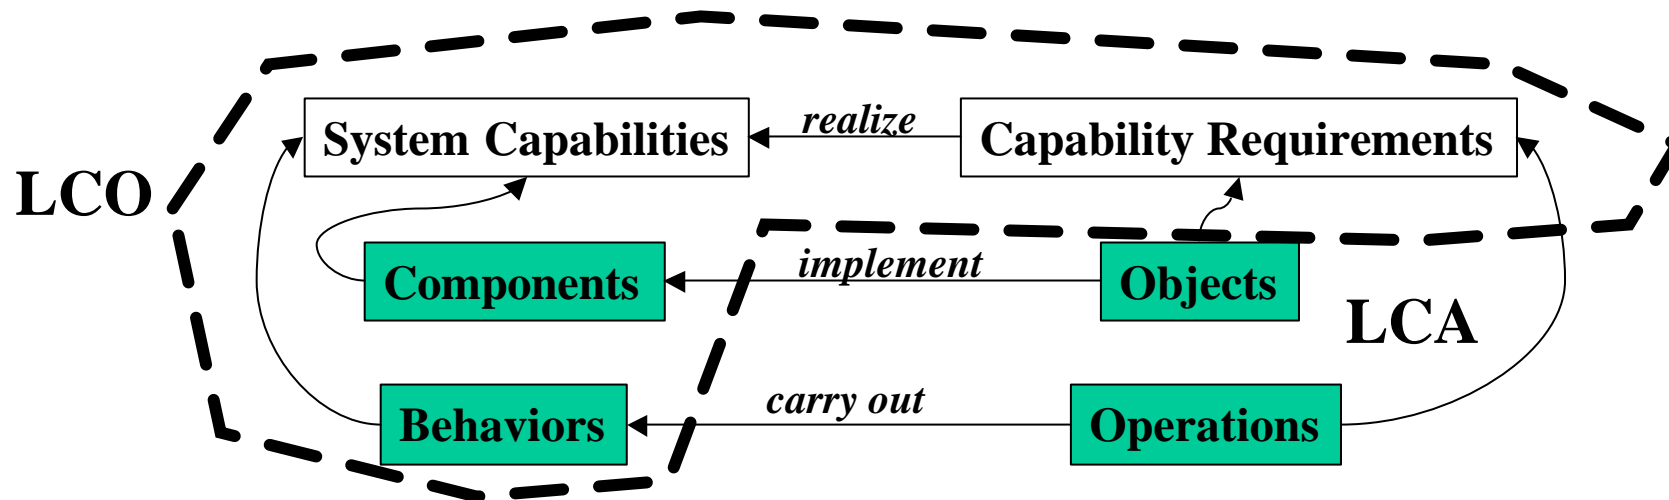 System Capabilities
realize
Capability Requirements
LCO
Components
implement
Objects
LCA
Behaviors
carry out
Operations